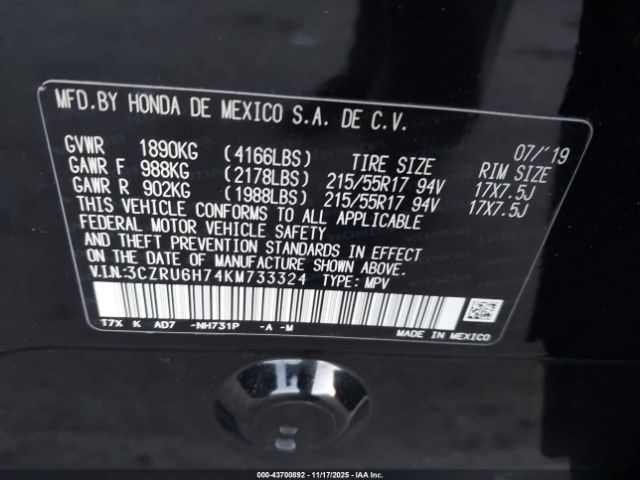 MFD.BY HONDA DE MEXICO S.A. DE C.V.
07/'19
GVWR 1890KG (4166LBS) TIRE SIZE RIM SIZE
GAWR F 988KG (2178LBS) 215/55R17 94V 17X7.5J
GAWR R 902KG (1988LBS) 215/55R17 94V 17X7.5J
THIS VEHICLE CONFORMS TO ALL APPLICABLE
FEDERAL MOTOR VEHICLE SAFETY
AND THEFT PREVENTION STANDARDS IN EFFECT
ON THE DATE OF MANUFACTURE SHOWN ABOVE.
V.I.N:3CZRU6H74KM733324 TYPE: MPV
T7X K AD7 -NH731P -A -M
MADE IN MEXICO
000-43700892 - 11/17/2025 - COPYRIGHT IAA, LLC.